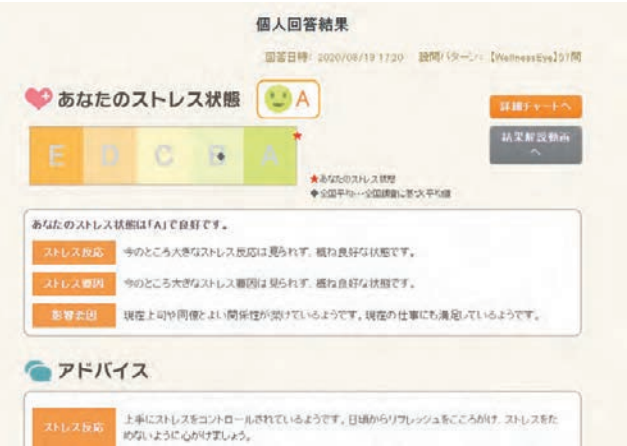 個人回答結果
回答日時: 2020/08/19 17:20 設問パターン: 【WellnessEye】57問
あなたのストレス状態 A
詳細チャートへ
結果解説動画
へ
E D C B A
★あなたのストレス状態
◆全国平均…全国調査に基づく平均値
あなたのストレス状態は「A」で良好です。
ストレス反応 今のところ大きなストレス反応は見られず、概ね良好な状態です。
ストレス要因 今のところ大きなストレス要因は見られず、概ね良好な状態です。
影響要因 現在上司や同僚とよい関係性が築けているようです。現在の仕事にも満足しているようです。
アドバイス
ストレス反応 上手にストレスをコントロールされているようです。日頃からリフレッシュをこころがけ、ストレスをた
めないように心がけましょう。